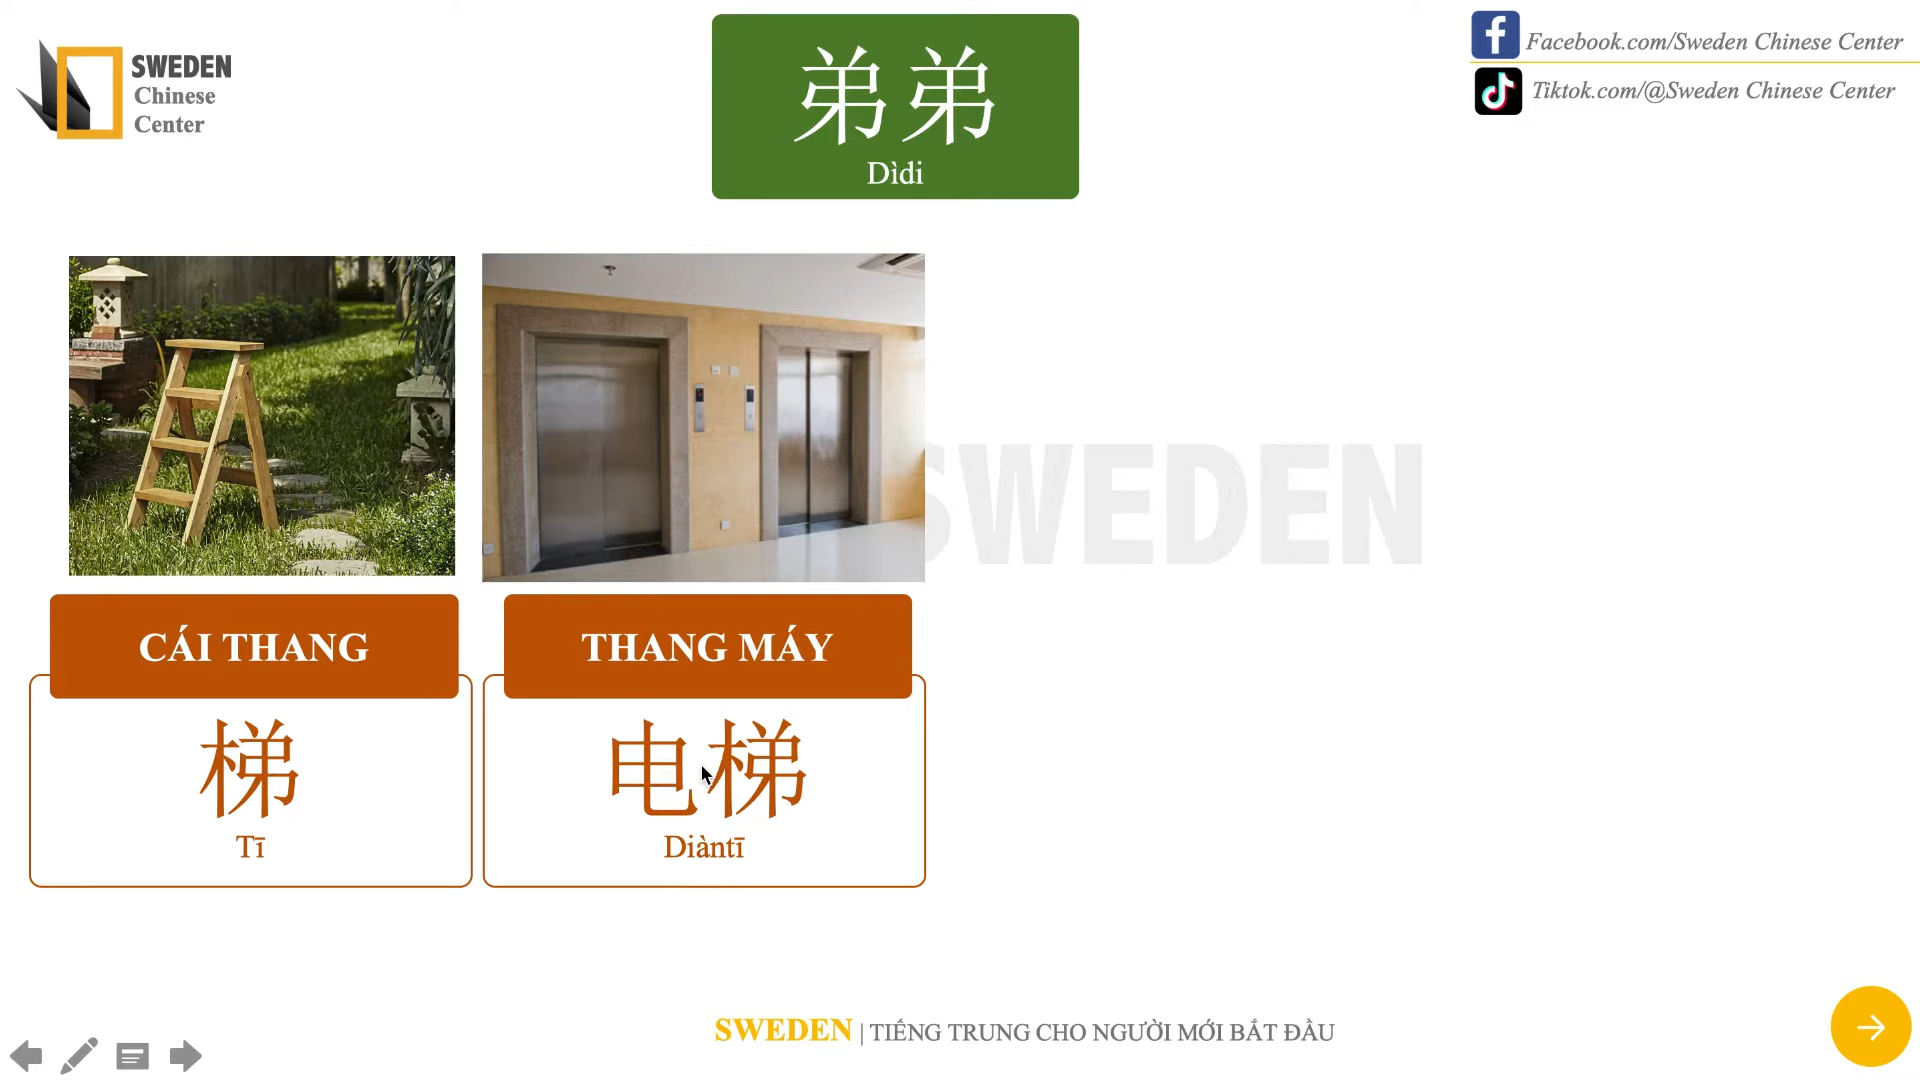 SWEDEN
Chinese
Center
弟弟
Dìdi
Facebook.com/Sweden Chinese Center
Tiktok.com/@Sweden Chinese Center
SWEDEN
CÁI THANG
梯
Tī
THANG MÁY
电梯
Diàntī
SWEDEN | TIẾNG TRUNG CHO NGƯỜI MỚI BẮT ĐẦU